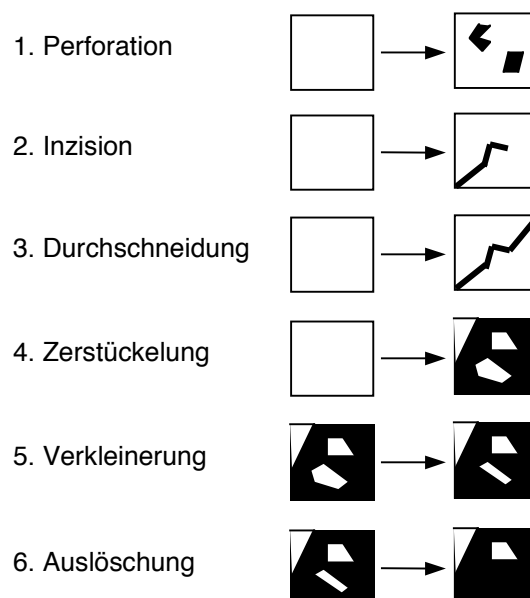 1. Perforation
2. Inzision
3. Durchschneidung
4. Zerstückelung
5. Verkleinerung
6. Auslöschung